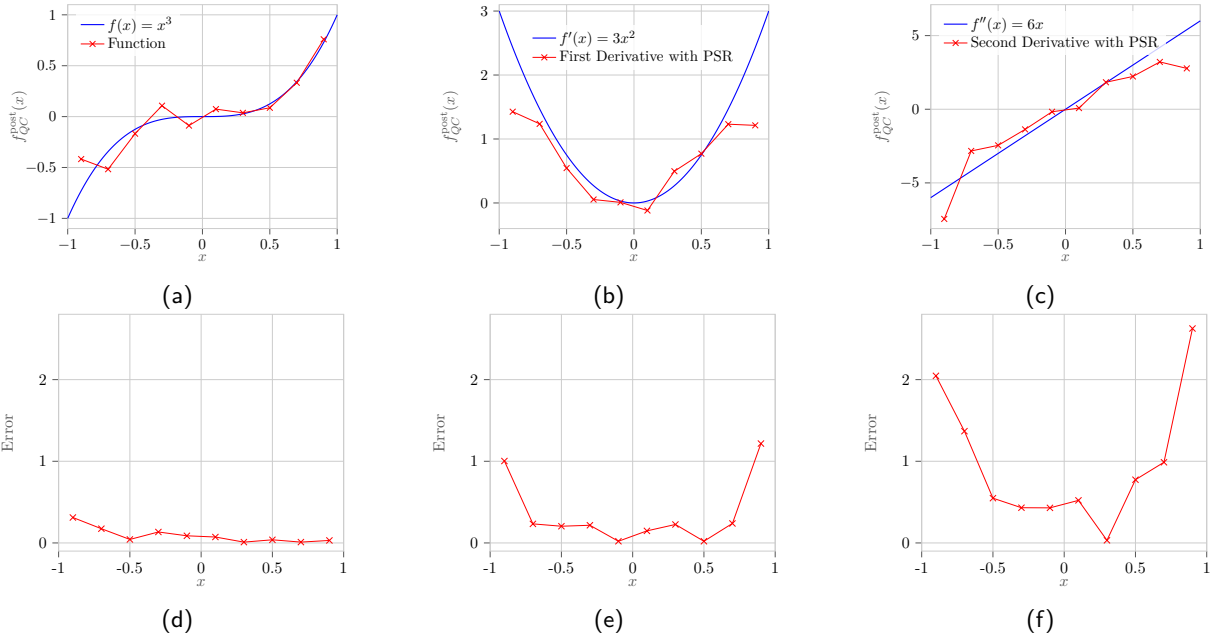 f(x) = x³
Function
1
0.5
0
−0.5
−1
−1
−0.5
0
0.5
1
x
f_{QC}^{post}(x)
(a)
f′(x) = 3x²
First Derivative with PSR
3
2
1
0
−1
−0.5
0
0.5
1
x
f_{QC}^{post}(x)
(b)
f″(x) = 6x
Second Derivative with PSR
5
0
−5
−1
−0.5
0
0.5
1
x
f_{QC}^{post}(x)
(c)
2
1
0
Error
-1
-0.5
0
0.5
1
x
(d)
2
1
0
Error
-1
-0.5
0
0.5
1
x
(e)
2
1
0
Error
-1
-0.5
0
0.5
1
x
(f)